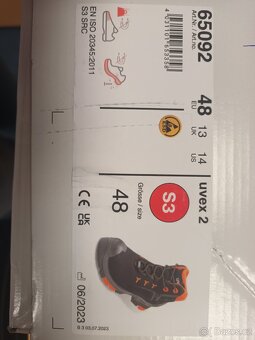 65092
Art.Nr./Art.no.
48
EU
13
UK
14
US
uvex 2
EN ISO 20345:2011
S3 SRC
S3
Grösse / size
48
CE
UK
CA
06/2023